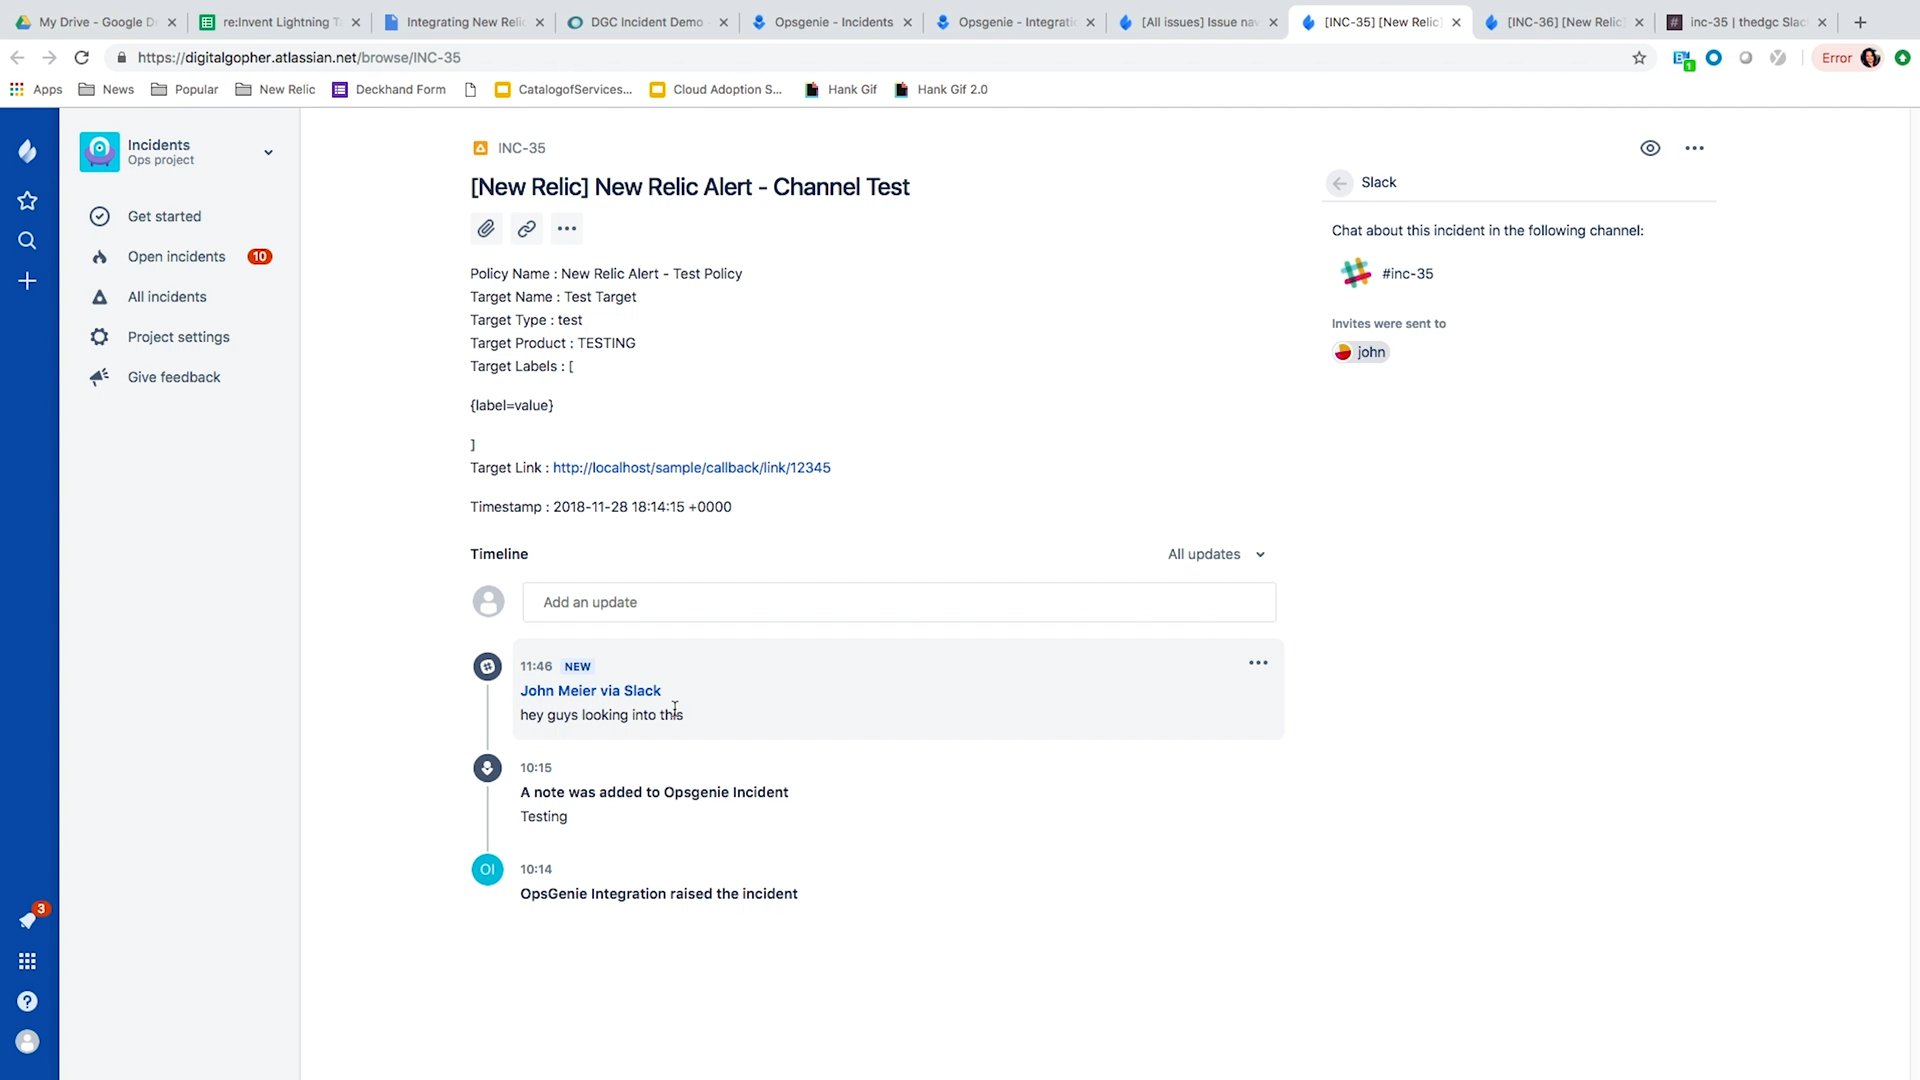 My Drive - Google Dr
re:Invent Lightning Ta
Integrating New Relic
DGC Incident Demo
Opsgenie - Incidents
Opsgenie - Integratio
[All issues] Issue nav
[INC-35] [New Relic]
[INC-36] [New Relic]
inc-35 | thedgc Slac
https://digitalgopher.atlassian.net/browse/INC-35
1
Error
Apps
News
Popular
New Relic
Deckhand Form
CatalogofServices...
Cloud Adoption S...
Hank Gif
Hank Gif 2.0
Incidents
Ops project
Get started
Open incidents 10
All incidents
Project settings
Give feedback
3
INC-35
[New Relic] New Relic Alert - Channel Test
Policy Name : New Relic Alert - Test Policy
Target Name : Test Target
Target Type : test
Target Product : TESTING
Target Labels : [
{label=value}
]
Target Link : http://localhost/sample/callback/link/12345
Timestamp : 2018-11-28 18:14:15 +0000
Timeline
All updates
Add an update
11:46 NEW
John Meier via Slack
hey guys looking into this
10:15
A note was added to Opsgenie Incident
Testing
OI
10:14
OpsGenie Integration raised the incident
Slack
Chat about this incident in the following channel:
#inc-35
Invites were sent to
john